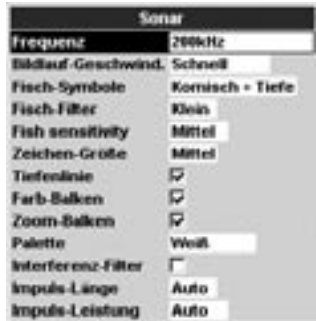 Sonar
Frequenz 200kHz
Bildlauf-Geschwind. Schnell
Fisch-Symbole Komisch + Tiefe
Fisch-Filter Klein
Fish sensitivity Mittel
Zeichen-Größe Mittel
Tiefenlinie
Farb-Balken
Zoom-Balken
Palette Weiß
Interferenz-Filter
Impuls-Länge Auto
Impuls-Leistung Auto